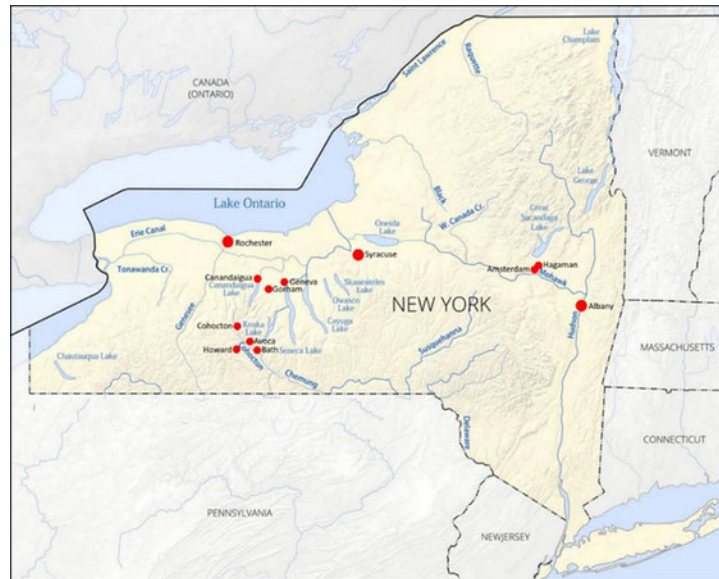 Lake
Champlain
Saint Lawrence
Raquette
CANADA
(ONTARIO)
VERMONT
Lake
George
Black
Great
Sacandaga
Lake
W. Canada Cr.
Lake Ontario
Oneida
Lake
Erie Canal
Rochester
Syracuse
Tonawanda Cr.
Hagaman
Amsterdam
Mohawk
Canandaigua
Canandaigua
Lake
Geneva
Gorham
Skaneateles
Lake
Owasco
Lake
NEW YORK
Albany
Genesee
Cayuga
Lake
Hudson
Cohocton
Keuka
Lake
Avoca
Howard
Bath
Seneca Lake
Cohocton
Susquehanna
MASSACHUSETTS
Chautauqua Lake
Chemung
Delaware
CONNECTICUT
PENNSYLVANIA
NEWJERSEY